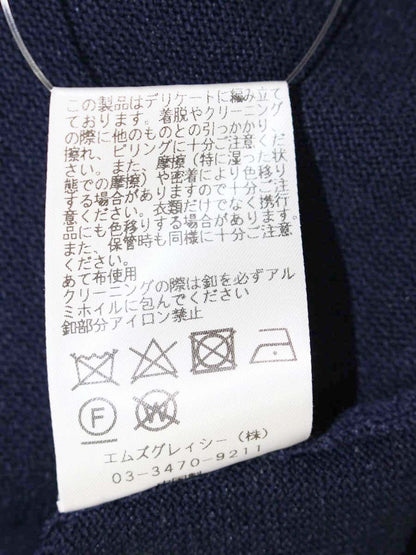 この製品はデリケートに編み立て
ております。着脱やクリーニング
の際に他のものとの引っかかり、
擦れ、ピリングに十分ご注意くだ
さい。また、摩擦(特に湿った状
態での摩擦)や密着により色移り
する場合がありますので十分ご注
意ください。衣類だけでなく携行
品にも色移りする場合があります。
また、保管時も同様に十分ご注意
ください。
あて布使用
クリーニングの際は釦を必ずアル
ミホイルに包んでください
釦部分アイロン禁止
F
W
エムズグレイシー(株)
03-3470-9211